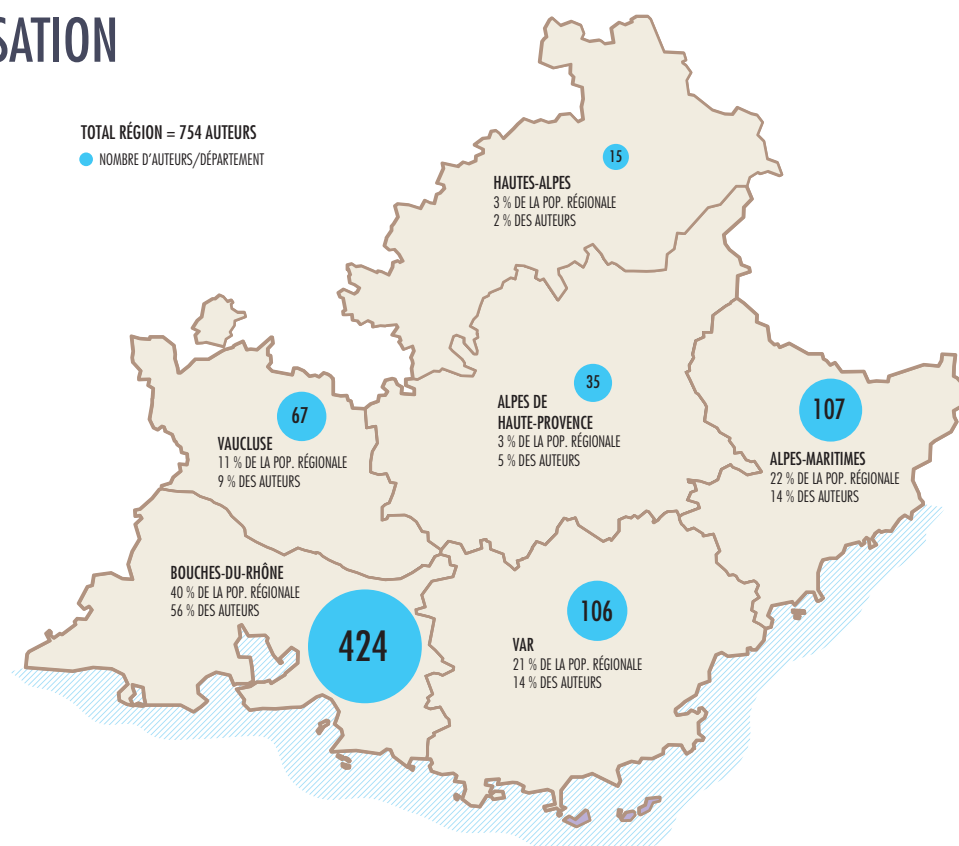 SATION
TOTAL RÉGION = 754 AUTEURS
NOMBRE D'AUTEURS/DÉPARTEMENT
15
HAUTES-ALPES
3 % DE LA POP. RÉGIONALE
2 % DES AUTEURS
35
ALPES DE
HAUTE-PROVENCE
3 % DE LA POP. RÉGIONALE
5 % DES AUTEURS
107
ALPES-MARITIMES
22 % DE LA POP. RÉGIONALE
14 % DES AUTEURS
67
VAUCLUSE
11 % DE LA POP. RÉGIONALE
9 % DES AUTEURS
BOUCHES-DU-RHÔNE
40 % DE LA POP. RÉGIONALE
56 % DES AUTEURS
424
106
VAR
21 % DE LA POP. RÉGIONALE
14 % DES AUTEURS